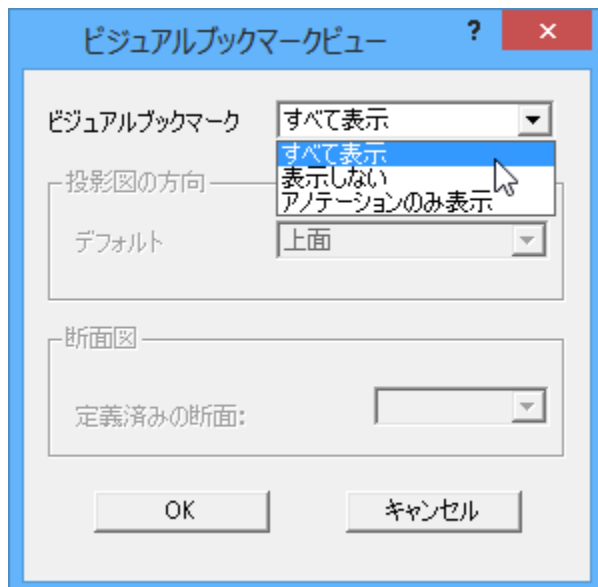 ビジュアルブックマークビュー ? ×
ビジュアルブックマーク すべて表示
すべて表示
表示しない
アノテーションのみ表示
投影図の方向
デフォルト 上面
断面図
定義済みの断面:
OK キャンセル